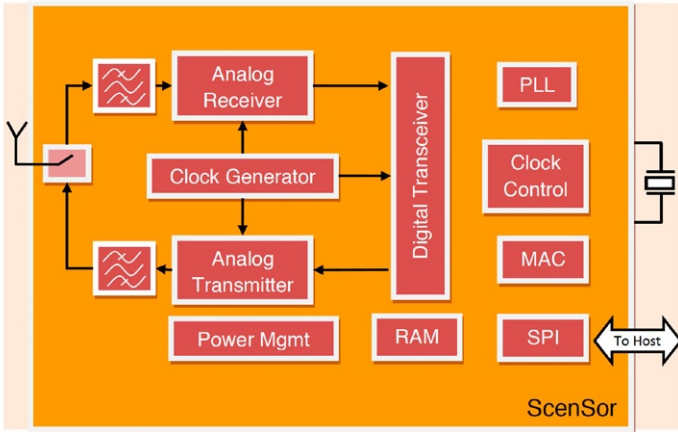 Analog
Receiver
PLL
Digital Transceiver
Clock Generator
Clock
Control
Analog
Transmitter
MAC
Power Mgmt
RAM
SPI
To Host
ScenSor